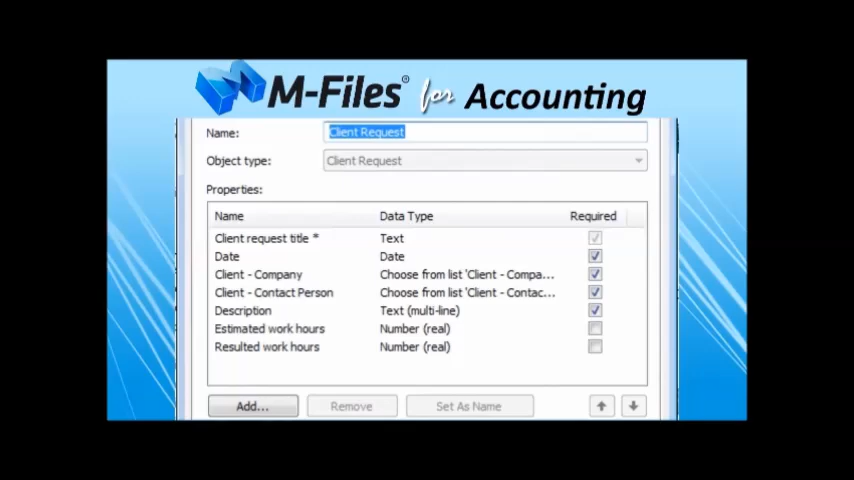 M-Files® for Accounting
Name: Client Request
Object type: Client Request
Properties:
Name Data Type Required
Client request title * Text
Date Date
Client - Company Choose from list 'Client - Compa...
Client - Contact Person Choose from list 'Client - Contac...
Description Text (multi-line)
Estimated work hours Number (real)
Resulted work hours Number (real)
Add... Remove Set As Name